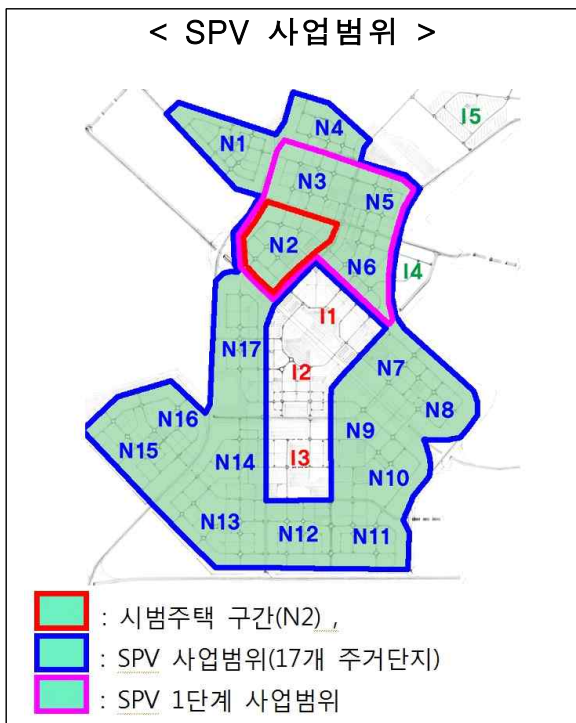 < SPV 사업범위 >
I5
N4
N1
N3
N5
N2
N6
I4
I1
N17
I2
N7
N8
N16
N9
N15
N14
I3
N10
N13
N12
N11
: 시범주택 구간(N2) ,
: SPV 사업범위(17개 주거단지)
: SPV 1단계 사업범위